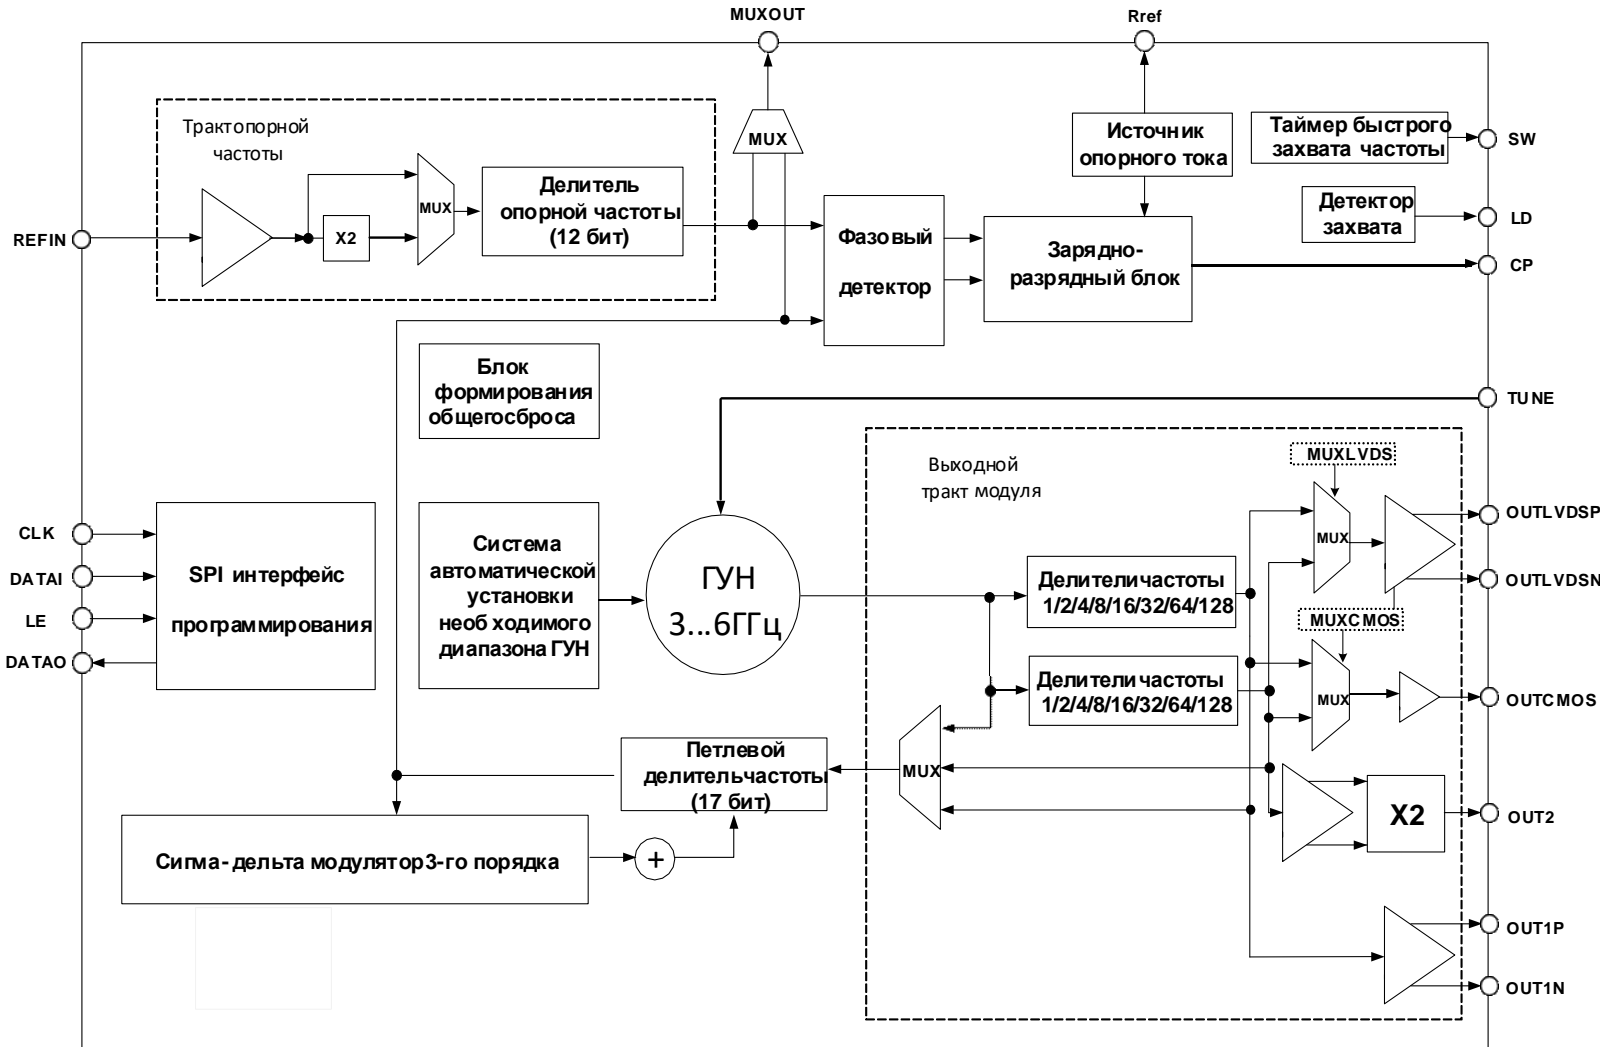 MUXOUT
Rref
Трактопорной
частоты
MUX
Источник
опорного тока
Таймер быстрого
захвата частоты
SW
MUX
Делитель
опорной частоты
(12 бит)
X2
REFIN
Фазовый
детектор
Зарядно-
разрядный блок
Детектор
захвата
LD
CP
Блок
формирования
общегосброса
TUNE
Выходной
тракт модуля
MUXLVDS
CLK
DATAI
LE
DATAO
SPI интерфейс
программирования
Система
автоматической
установки
необ ходимого
диапазона ГУН
ГУН
3...6ГГц
Делителичастоты
1/2/4/8/16/32/64/128
MUX
OUTLVDSP
OUTLVDSN
MUXCMOS
Делителичастоты
1/2/4/8/16/32/64/128
MUX
OUTCMOS
Петлевой
делительчастоты
(17 бит)
MUX
X2
OUT2
Сигма-дельта модулятор3-го порядка
+
OUT1P
OUT1N